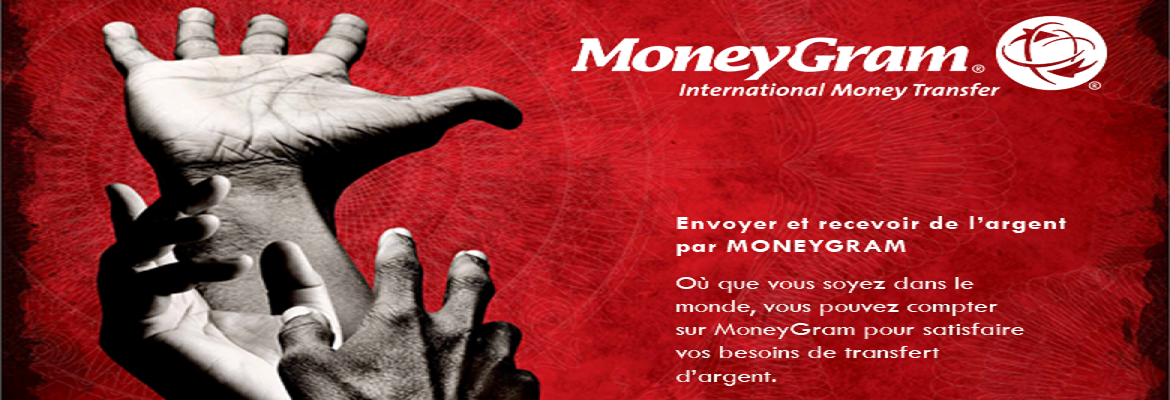 MoneyGram®
International Money Transfer ®
Envoyer et recevoir de l’argent
par MONEYGRAM
Où que vous soyez dans le
monde, vous pouvez compter
sur MoneyGram pour satisfaire
vos besoins de transfert
d’argent.